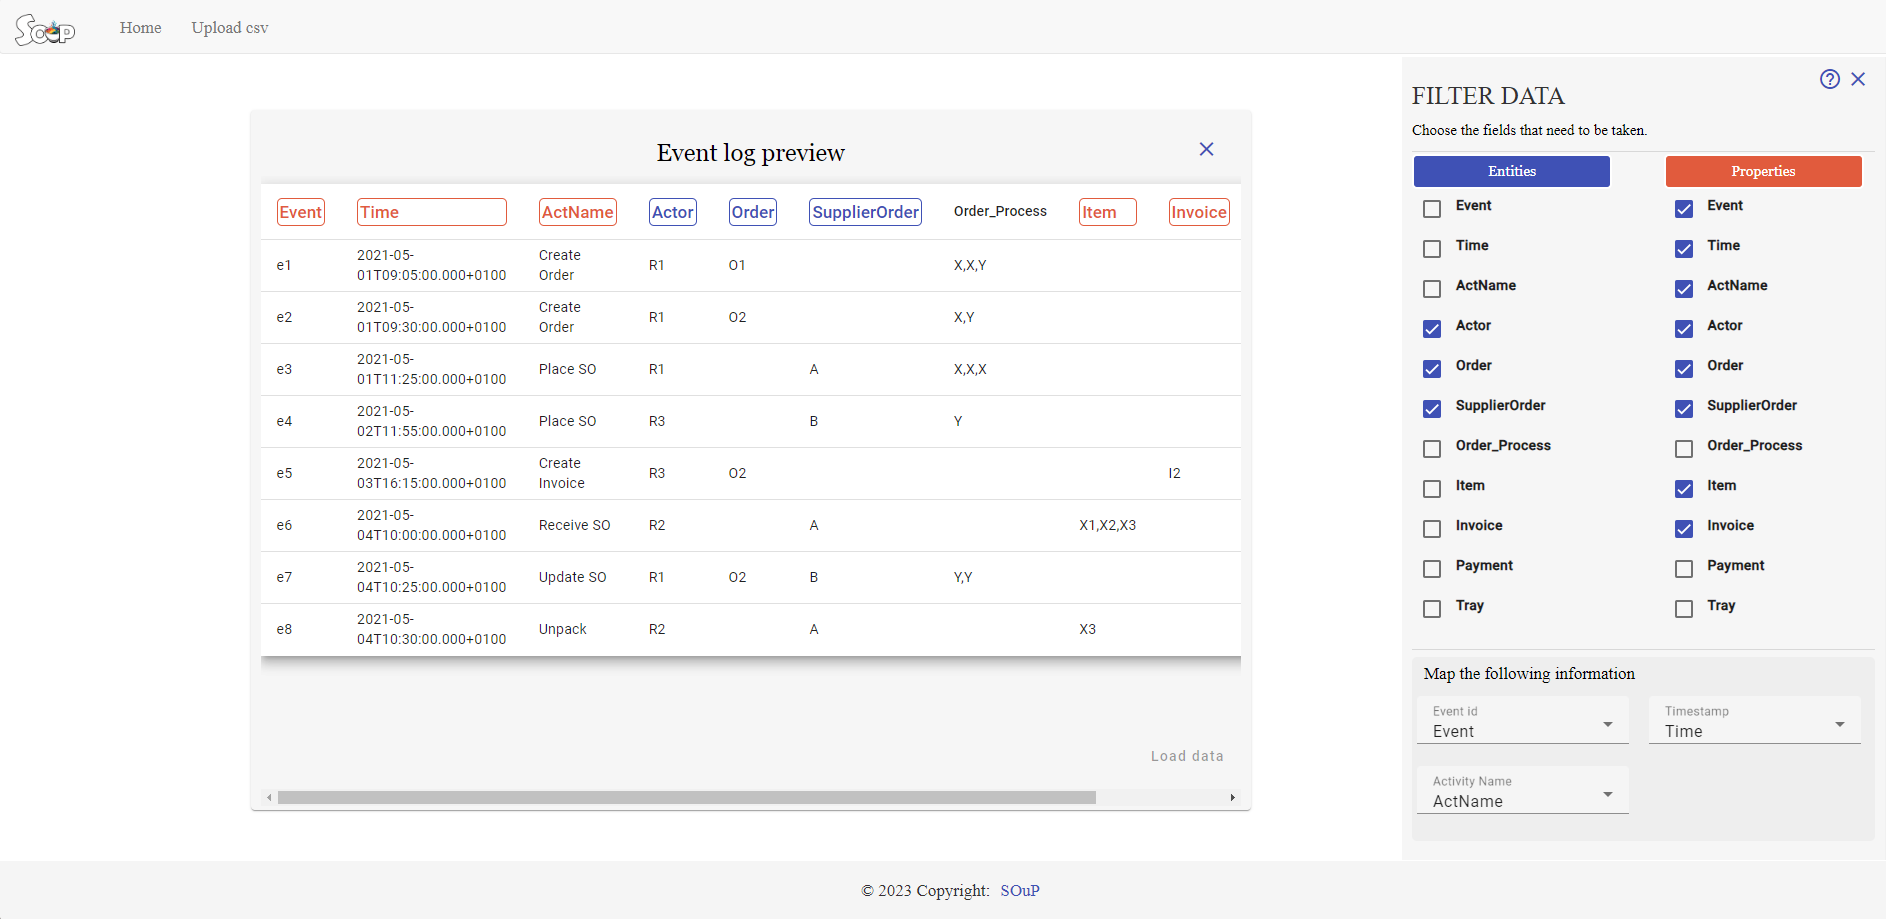 SOuP Home Upload csv
FILTER DATA
Choose the fields that need to be taken.
Entities Properties
Event Event
Time Time
ActName ActName
Actor Actor
Order Order
SupplierOrder SupplierOrder
Order_Process Order_Process
Item Item
Invoice Invoice
Payment Payment
Tray Tray
Map the following information
Event id Timestamp
Event Time
Activity Name
ActName
Event log preview
Event Time ActName Actor Order SupplierOrder Order_Process Item Invoice
e1 2021-05- Create R1 O1 X,X,Y
01T09:05:00.000+0100 Order
e2 2021-05- Create R1 O2 X,Y
01T09:30:00.000+0100 Order
e3 2021-05- Place SO R1 A X,X,X
01T11:25:00.000+0100
e4 2021-05- Place SO R3 B Y
02T11:55:00.000+0100
e5 2021-05- Create R3 O2 I2
03T16:15:00.000+0100 Invoice
e6 2021-05- Receive SO R2 A X1,X2,X3
04T10:00:00.000+0100
e7 2021-05- Update SO R1 O2 B Y,Y
04T10:25:00.000+0100
e8 2021-05- Unpack R2 A X3
04T10:30:00.000+0100
Load data
© 2023 Copyright: SOuP